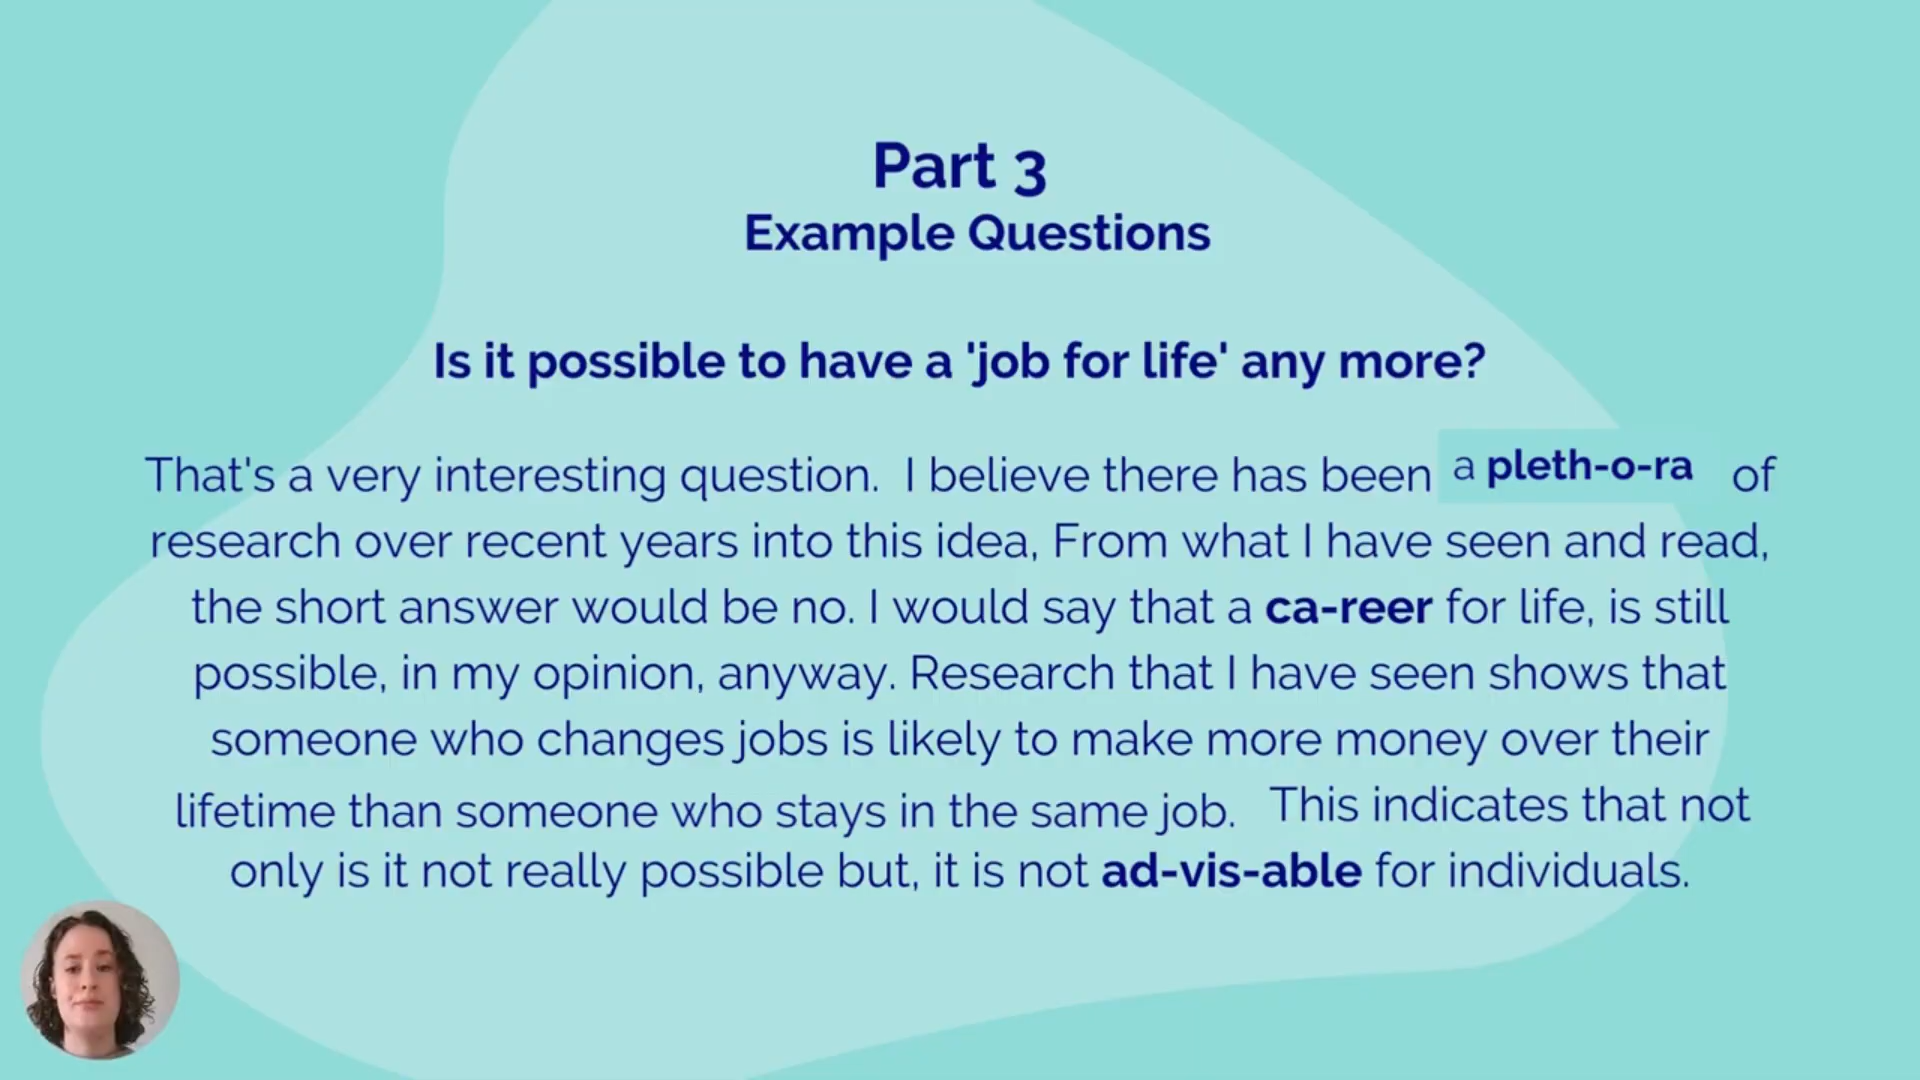 Part 3
Example Questions
Is it possible to have a 'job for life' any more?
That's a very interesting question. I believe there has been a pleth-o-ra of
research over recent years into this idea, From what I have seen and read,
the short answer would be no. I would say that a ca-reer for life, is still
possible, in my opinion, anyway. Research that I have seen shows that
someone who changes jobs is likely to make more money over their
lifetime than someone who stays in the same job. This indicates that not
only is it not really possible but, it is not ad-vis-able for individuals.